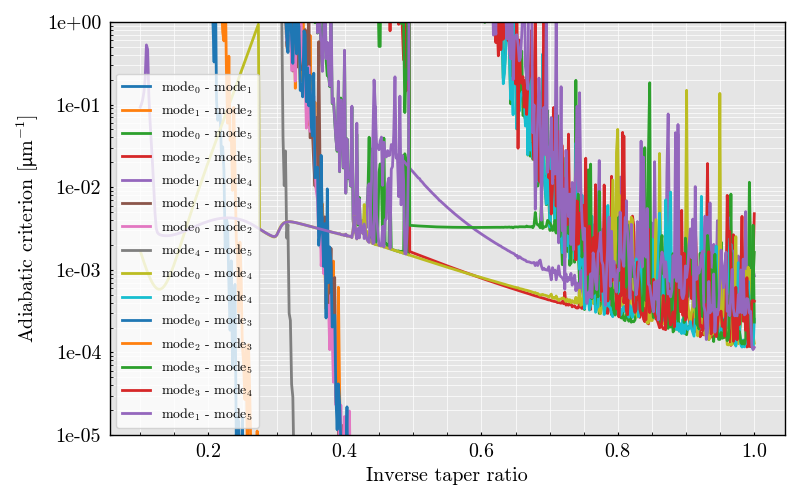 1e+00
1e-01
1e-02
1e-03
1e-04
1e-05
Adiabatic criterion [μm⁻¹]
mode₀ - mode₁
mode₁ - mode₂
mode₀ - mode₅
mode₂ - mode₅
mode₁ - mode₄
mode₁ - mode₃
mode₀ - mode₂
mode₄ - mode₅
mode₀ - mode₄
mode₂ - mode₄
mode₀ - mode₃
mode₂ - mode₃
mode₃ - mode₅
mode₃ - mode₄
mode₁ - mode₅
0.2 0.4 0.6 0.8 1.0
Inverse taper ratio